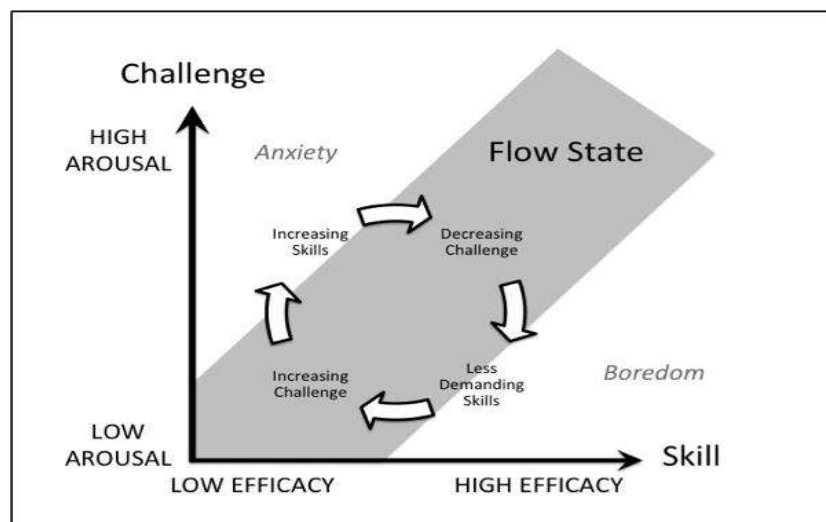 Challenge
HIGH
AROUSAL
Anxiety
Flow State
Increasing
Skills
Decreasing
Challenge
Increasing
Challenge
Less
Demanding
Skills
Boredom
LOW
AROUSAL
Skill
LOW EFFICACY
HIGH EFFICACY